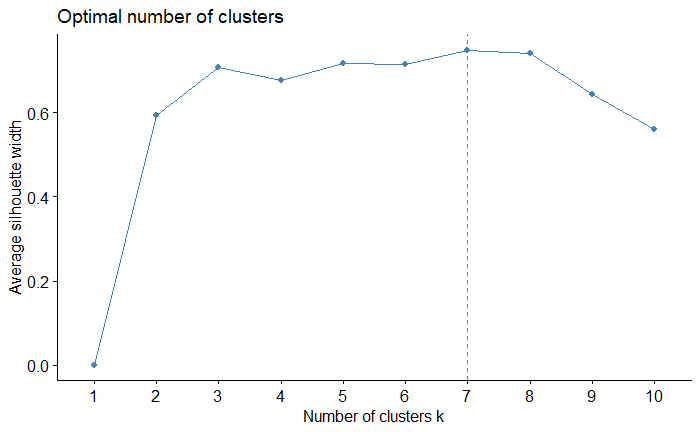 Optimal number of clusters
Average silhouette width
0.6
0.4
0.2
0.0
1 2 3 4 5 6 7 8 9 10
Number of clusters k